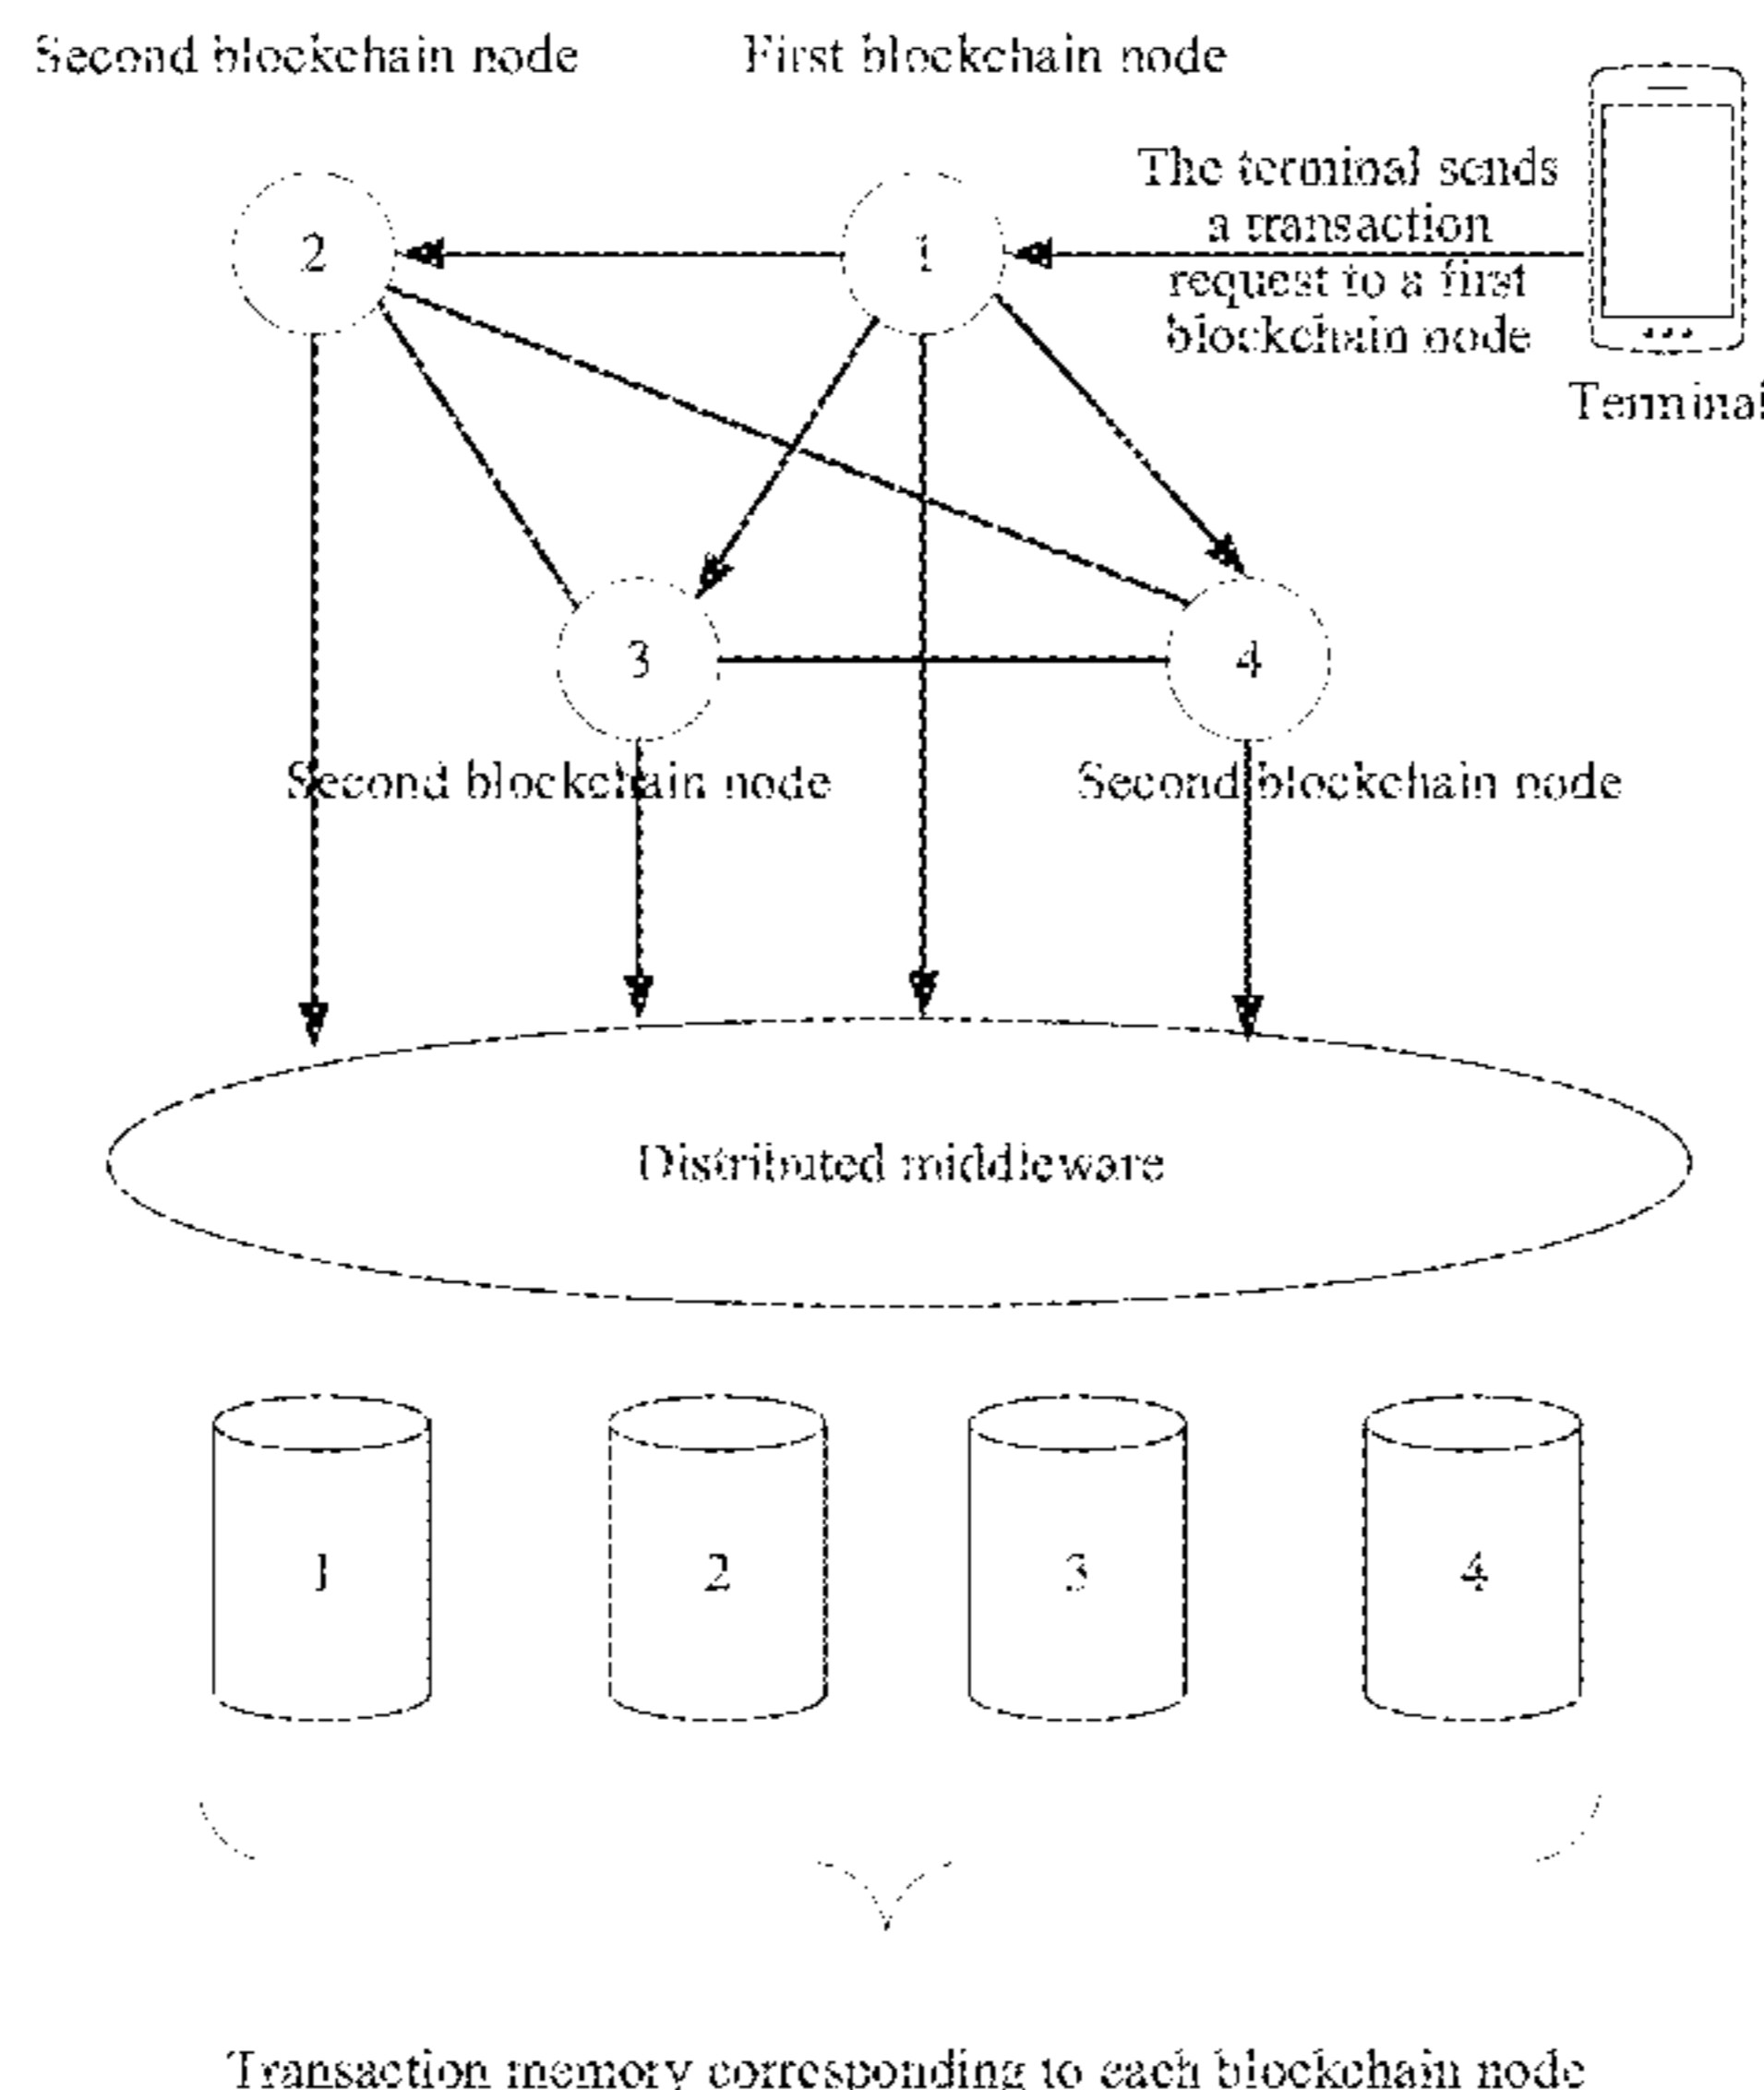 Second blockchain node
First blockchain node
The terminal sends
a transaction
request to a first
blockchain node
Terminal
2
1
3
4
Second blockchain node
Second blockchain node
Distributed middleware
1
2
3
4
Transaction memory corresponding to each blockchain node